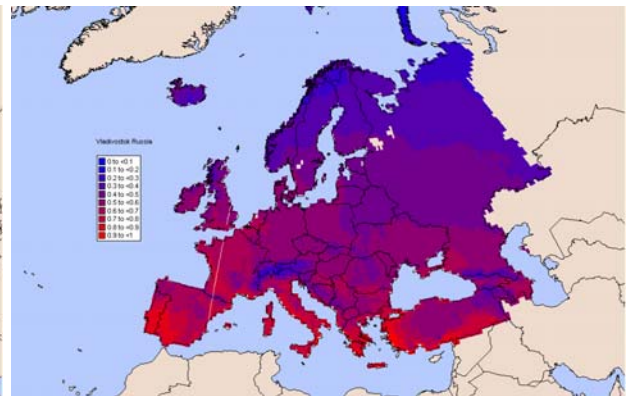 Vladivostok Russia
0 to <0.1
0.1 to <0.2
0.2 to <0.3
0.3 to <0.4
0.4 to <0.5
0.5 to <0.6
0.6 to <0.7
0.7 to <0.8
0.8 to <0.9
0.9 to <1